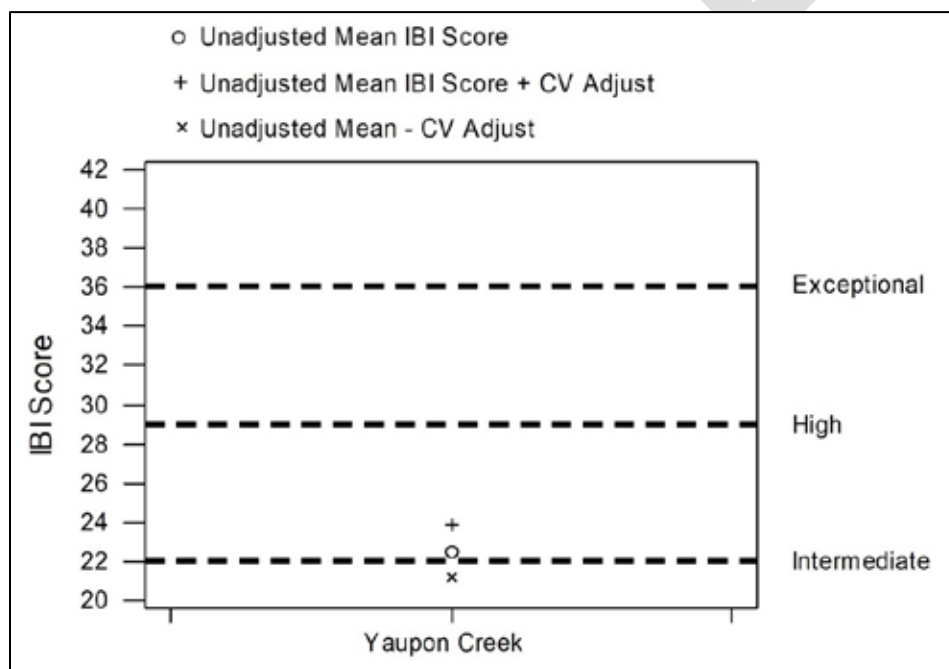 Unadjusted Mean IBI Score
Unadjusted Mean IBI Score + CV Adjust
Unadjusted Mean - CV Adjust
42
40
38
36
34
32
30
28
26
24
22
20
IBI Score
Exceptional
High
Intermediate
Yaupon Creek